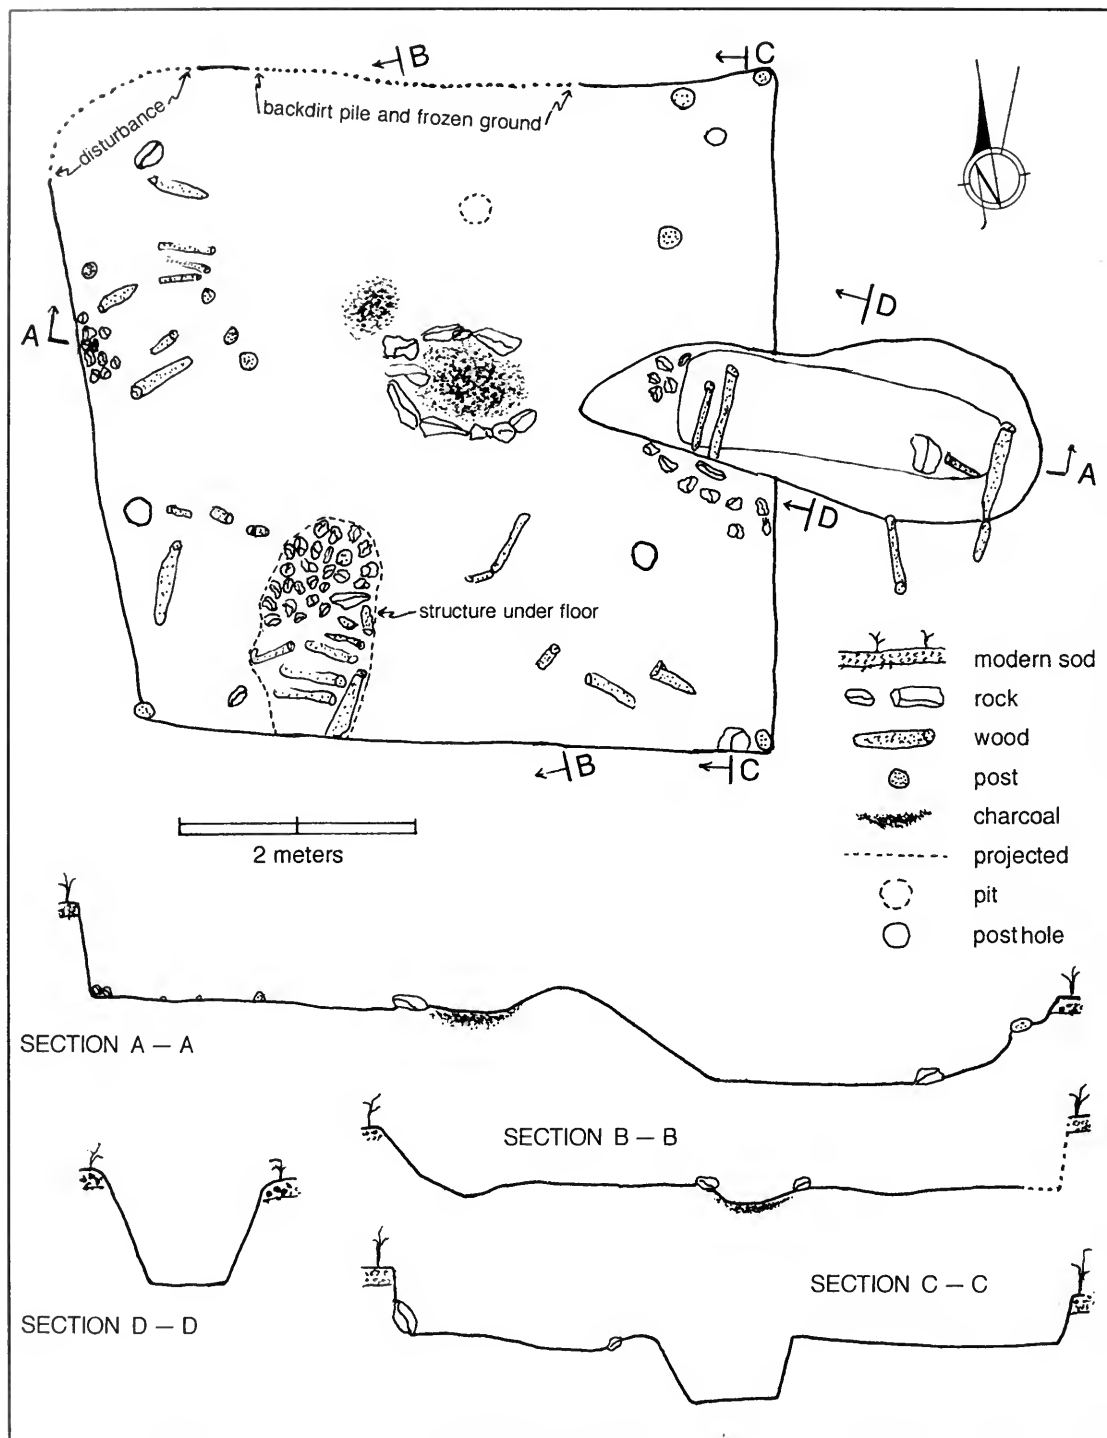 B
C
backdirt pile and frozen ground
disturbance
N
D
A
A
D
structure under floor
B
C
modern sod
rock
wood
post
charcoal
projected
pit
post hole
2 meters
SECTION A – A
SECTION B – B
SECTION C – C
SECTION D – D